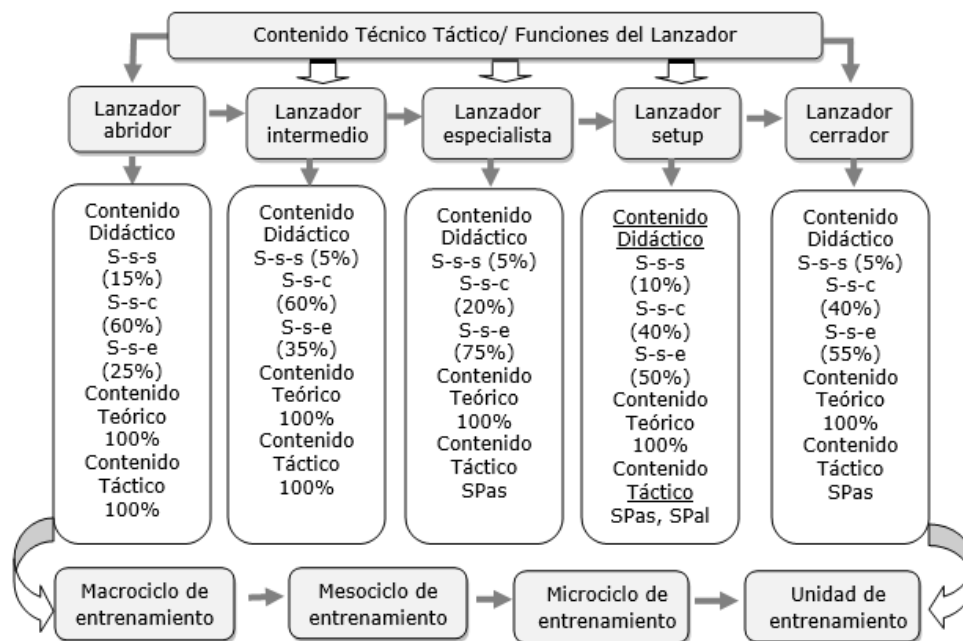 Contenido Técnico Táctico/ Funciones del Lanzador
Lanzador
abridor
Lanzador
intermedio
Lanzador
especialista
Lanzador
setup
Lanzador
cerrador
Contenido
Didáctico
S-s-s
(15%)
S-s-c
(60%)
S-s-e
(25%)
Contenido
Teórico
100%
Contenido
Táctico
100%
Contenido
Didáctico
S-s-s (5%)
S-s-c
(60%)
S-s-e
(35%)
Contenido
Teórico
100%
Contenido
Táctico
100%
Contenido
Didáctico
S-s-s (5%)
S-s-c
(20%)
S-s-e
(75%)
Contenido
Teórico
100%
Contenido
Táctico
SPas
Contenido
Didáctico
S-s-s
(10%)
S-s-c
(40%)
S-s-e
(50%)
Contenido
Teórico
100%
Contenido
Táctico
SPas, SPal
Contenido
Didáctico
S-s-s (5%)
S-s-c
(40%)
S-s-e
(55%)
Contenido
Teórico
100%
Contenido
Táctico
SPas
Macrociclo de
entrenamiento
Mesociclo de
entrenamiento
Microciclo de
entrenamiento
Unidad de
entrenamiento